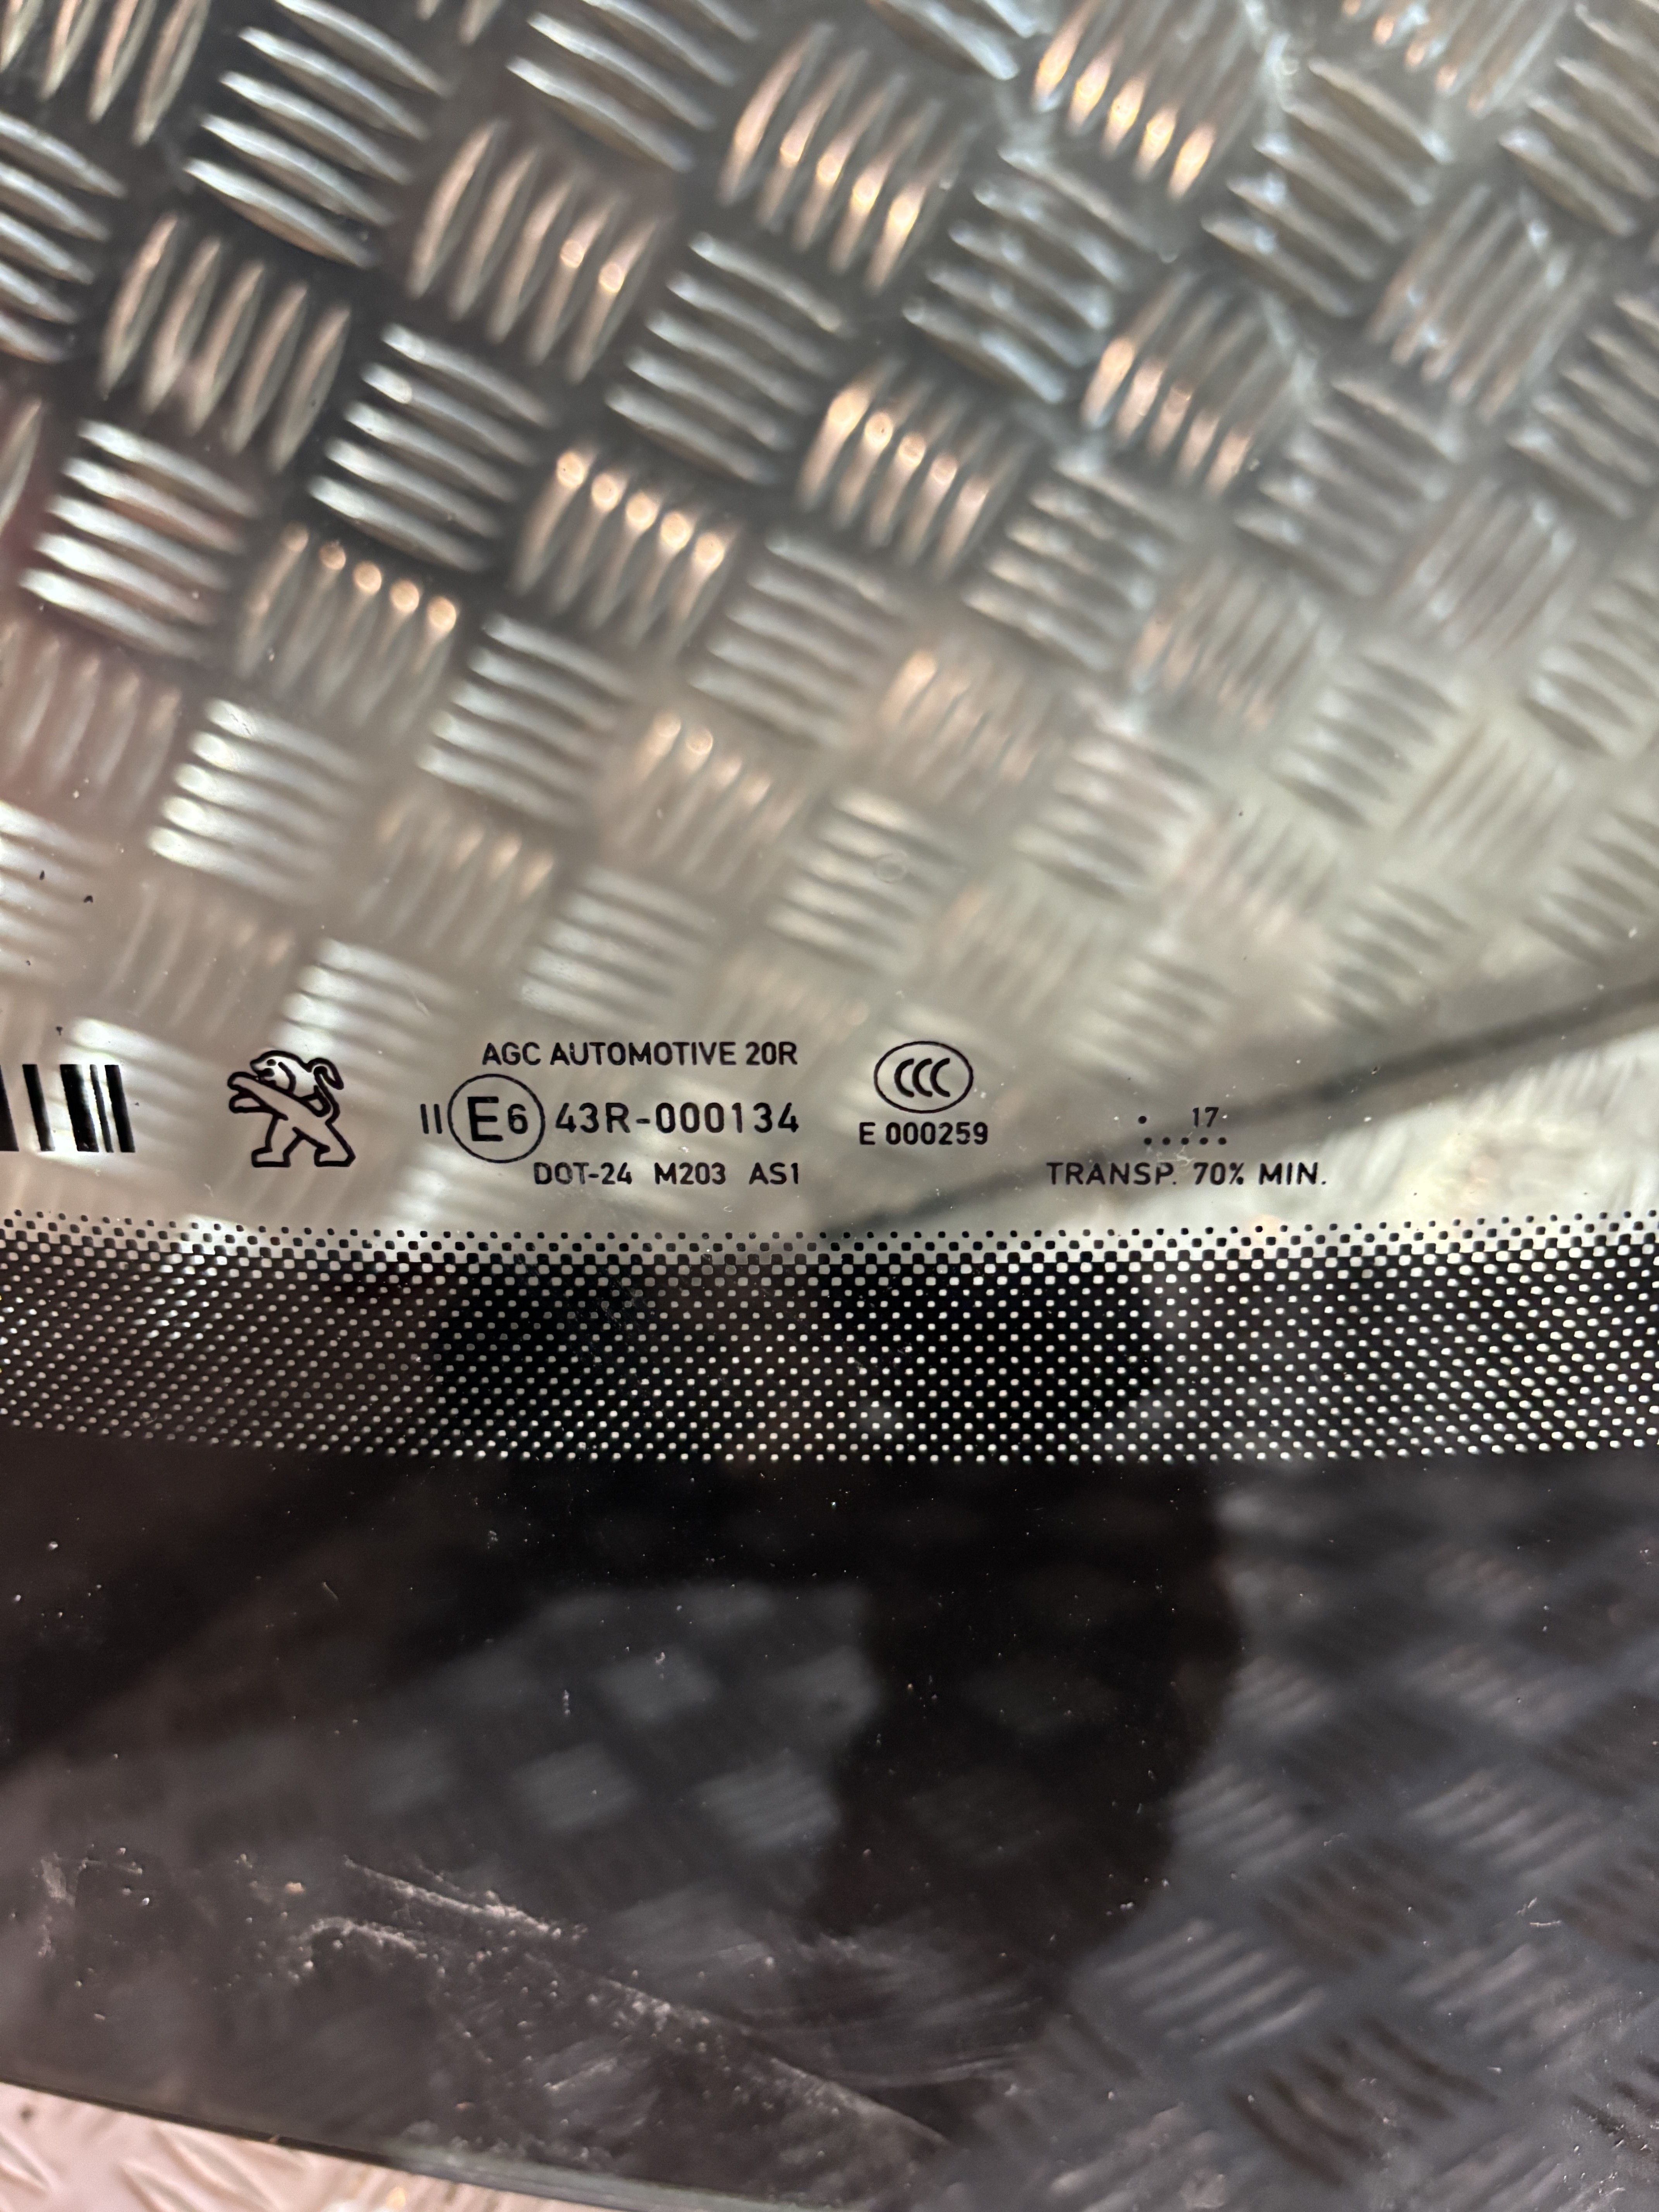 AGC AUTOMOTIVE 20R
II E6 43R-000134
DOT-24 M203 AS1
CCC
E 000259
. 17
.....
TRANSP. 70% MIN.